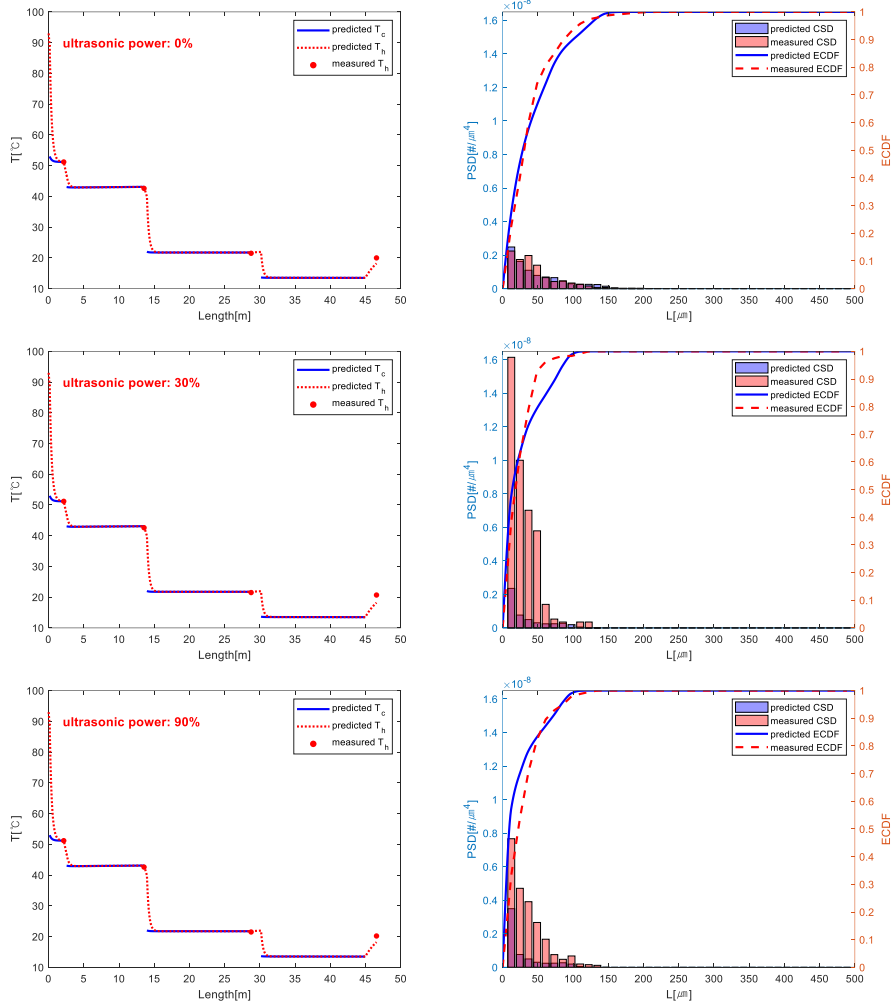 100
90
80
70
60
50
40
30
20
10
T[℃]
ultrasonic power: 0%
predicted T_c
predicted T_h
measured T_h
0 5 10 15 20 25 30 35 40 45 50
Length[m]
×10^-8
1.6
1.4
1.2
1
0.8
0.6
0.4
0.2
0
PSD[#/㎛^4]
predicted CSD
measured CSD
predicted ECDF
measured ECDF
1
0.9
0.8
0.7
0.6
0.5
0.4
0.3
0.2
0.1
0
ECDF
0 50 100 150 200 250 300 350 400 450 500
L[㎛]
100
90
80
70
60
50
40
30
20
10
T[℃]
ultrasonic power: 30%
predicted T_c
predicted T_h
measured T_h
0 5 10 15 20 25 30 35 40 45 50
Length[m]
×10^-8
1.6
1.4
1.2
1
0.8
0.6
0.4
0.2
0
PSD[#/㎛^4]
predicted CSD
measured CSD
predicted ECDF
measured ECDF
1
0.9
0.8
0.7
0.6
0.5
0.4
0.3
0.2
0.1
0
ECDF
0 50 100 150 200 250 300 350 400 450 500
L[㎛]
100
90
80
70
60
50
40
30
20
10
T[℃]
ultrasonic power: 90%
predicted T_c
predicted T_h
measured T_h
0 5 10 15 20 25 30 35 40 45 50
Length[m]
×10^-8
1.6
1.4
1.2
1
0.8
0.6
0.4
0.2
0
PSD[#/㎛^4]
predicted CSD
measured CSD
predicted ECDF
measured ECDF
1
0.9
0.8
0.7
0.6
0.5
0.4
0.3
0.2
0.1
0
ECDF
0 50 100 150 200 250 300 350 400 450 500
L[㎛]